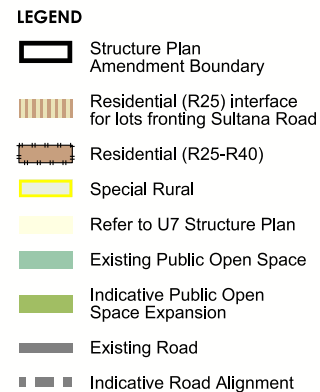 LEGEND
Structure Plan
Amendment Boundary
Residential (R25) interface
for lots fronting Sultana Road
Residential (R25-R40)
Special Rural
Refer to U7 Structure Plan
Existing Public Open Space
Indicative Public Open
Space Expansion
Existing Road
Indicative Road Alignment